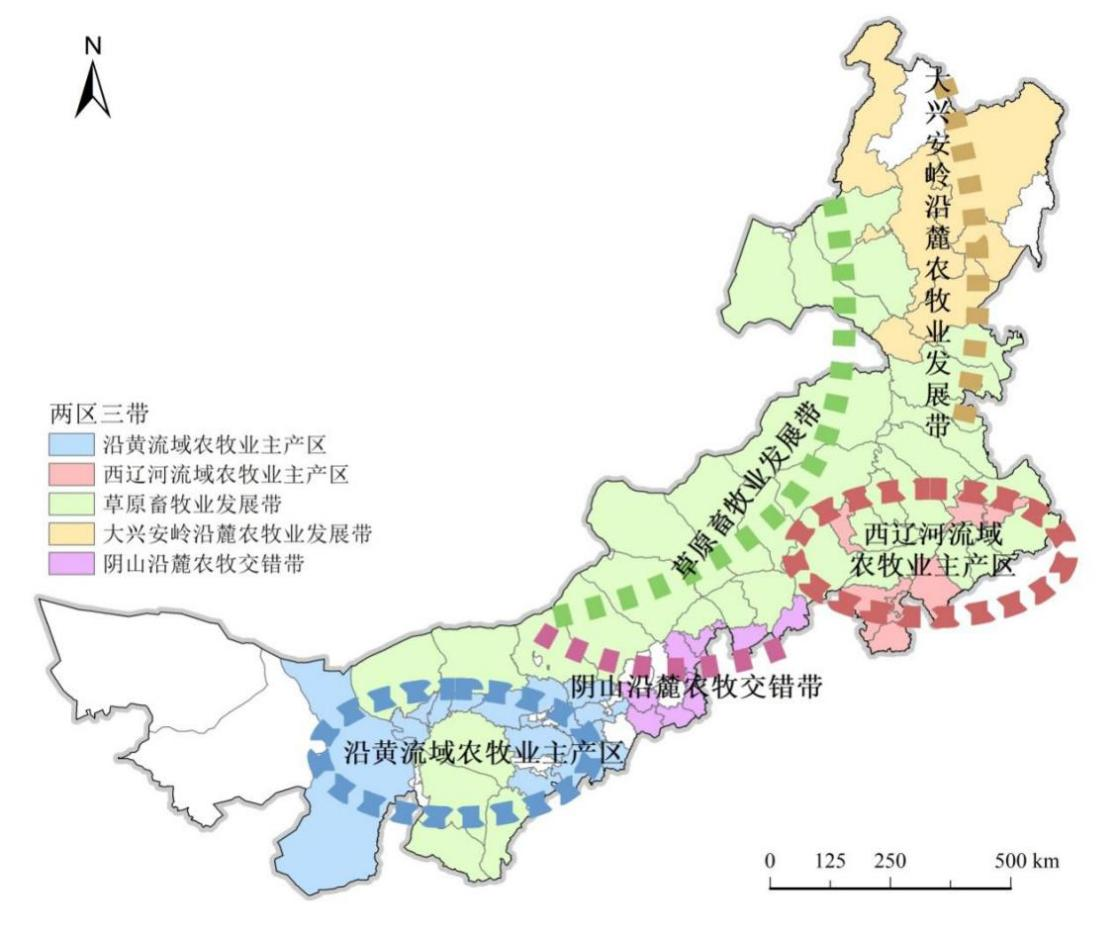 N
大兴安岭沿麓农牧业发展带
草原畜牧业发展带
两区三带
沿黄流域农牧业主产区
西辽河流域农牧业主产区
草原畜牧业发展带
大兴安岭沿麓农牧业发展带
阴山沿麓农牧交错带
西辽河流域
农牧业主产区
阴山沿麓农牧交错带
沿黄流域农牧业主产区
0 125 250 500 km